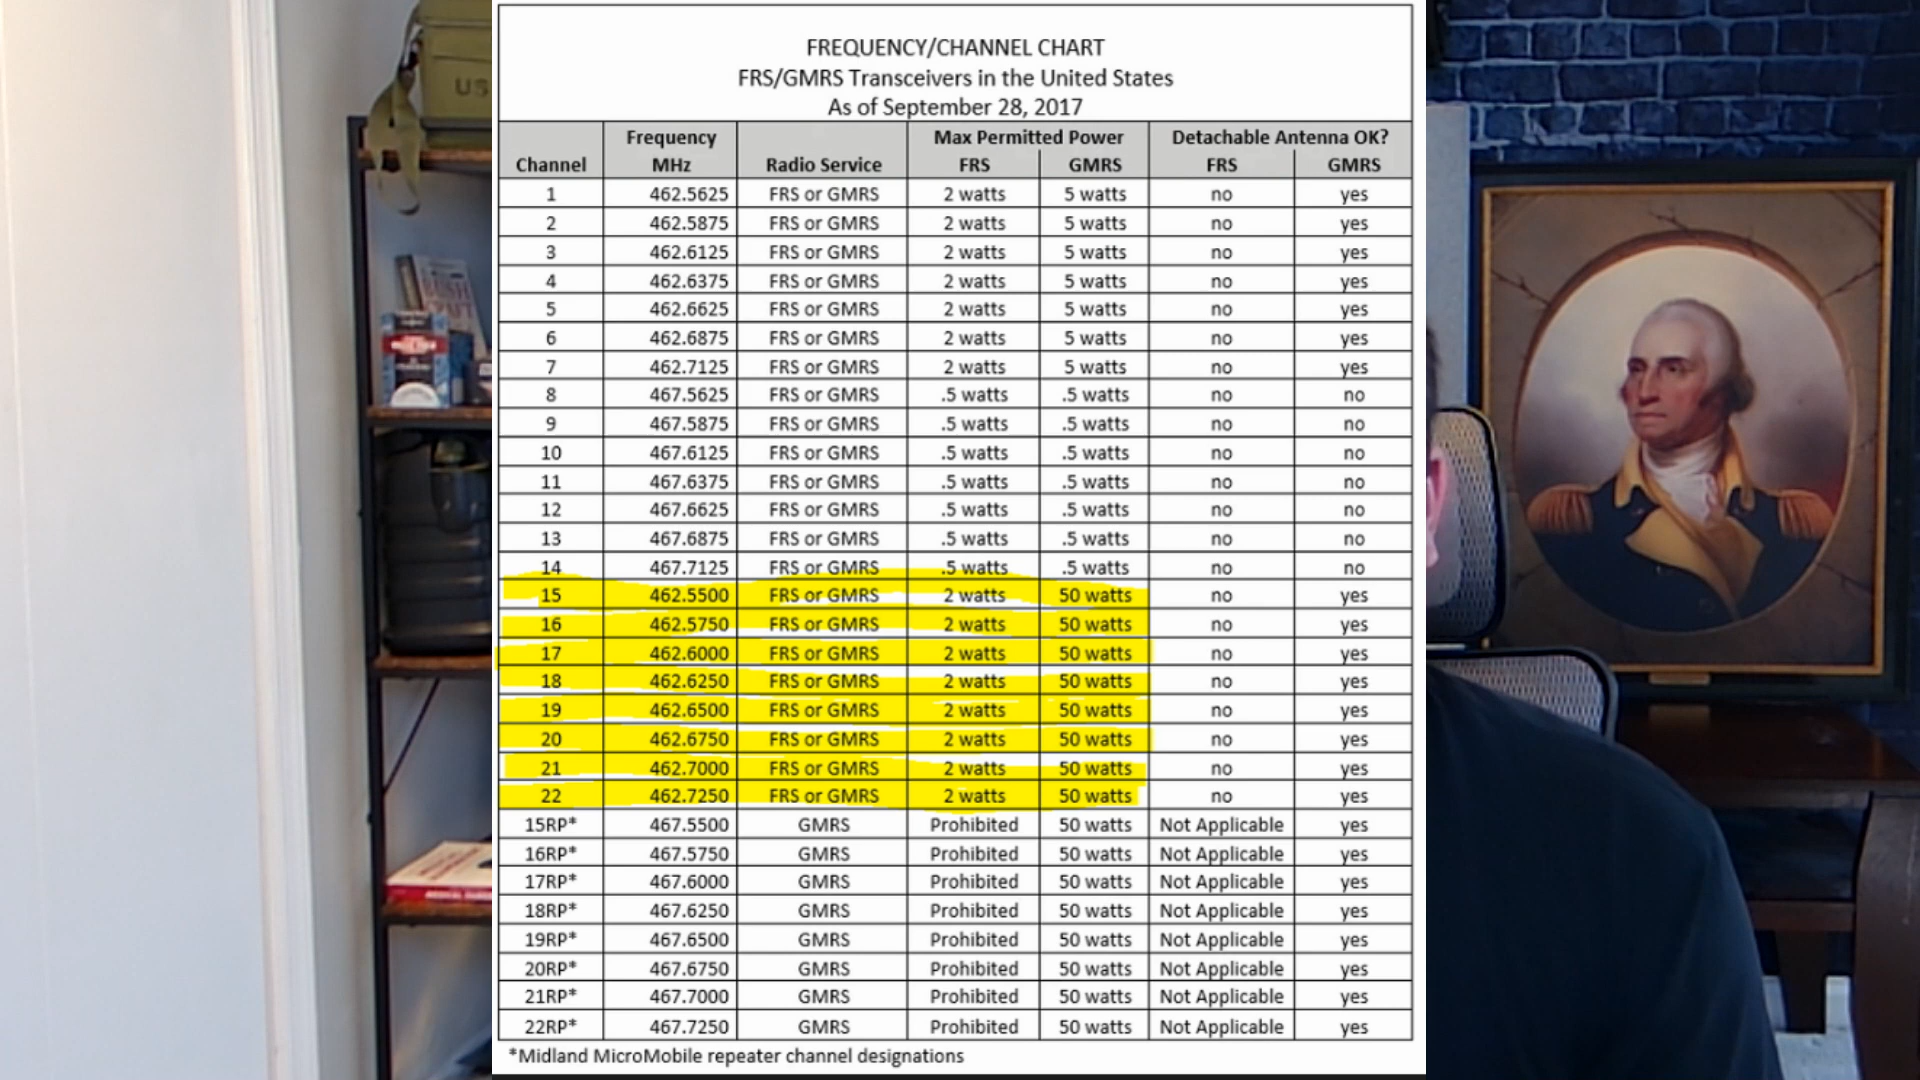 US
FREQUENCY/CHANNEL CHART
FRS/GMRS Transceivers in the United States
As of September 28, 2017
Frequency Max Permitted Power Detachable Antenna OK?
Channel MHz Radio Service FRS GMRS FRS GMRS
1 462.5625 FRS or GMRS 2 watts 5 watts no yes
2 462.5875 FRS or GMRS 2 watts 5 watts no yes
3 462.6125 FRS or GMRS 2 watts 5 watts no yes
4 462.6375 FRS or GMRS 2 watts 5 watts no yes
5 462.6625 FRS or GMRS 2 watts 5 watts no yes
6 462.6875 FRS or GMRS 2 watts 5 watts no yes
7 462.7125 FRS or GMRS 2 watts 5 watts no yes
8 467.5625 FRS or GMRS .5 watts .5 watts no no
9 467.5875 FRS or GMRS .5 watts .5 watts no no
10 467.6125 FRS or GMRS .5 watts .5 watts no no
11 467.6375 FRS or GMRS .5 watts .5 watts no no
12 467.6625 FRS or GMRS .5 watts .5 watts no no
13 467.6875 FRS or GMRS .5 watts .5 watts no no
14 467.7125 FRS or GMRS .5 watts .5 watts no no
15 462.5500 FRS or GMRS 2 watts 50 watts no yes
16 462.5750 FRS or GMRS 2 watts 50 watts no yes
17 462.6000 FRS or GMRS 2 watts 50 watts no yes
18 462.6250 FRS or GMRS 2 watts 50 watts no yes
19 462.6500 FRS or GMRS 2 watts 50 watts no yes
20 462.6750 FRS or GMRS 2 watts 50 watts no yes
21 462.7000 FRS or GMRS 2 watts 50 watts no yes
22 462.7250 FRS or GMRS 2 watts 50 watts no yes
15RP* 467.5500 GMRS Prohibited 50 watts Not Applicable yes
16RP* 467.5750 GMRS Prohibited 50 watts Not Applicable yes
17RP* 467.6000 GMRS Prohibited 50 watts Not Applicable yes
18RP* 467.6250 GMRS Prohibited 50 watts Not Applicable yes
19RP* 467.6500 GMRS Prohibited 50 watts Not Applicable yes
20RP* 467.6750 GMRS Prohibited 50 watts Not Applicable yes
21RP* 467.7000 GMRS Prohibited 50 watts Not Applicable yes
22RP* 467.7250 GMRS Prohibited 50 watts Not Applicable yes
*Midland MicroMobile repeater channel designations